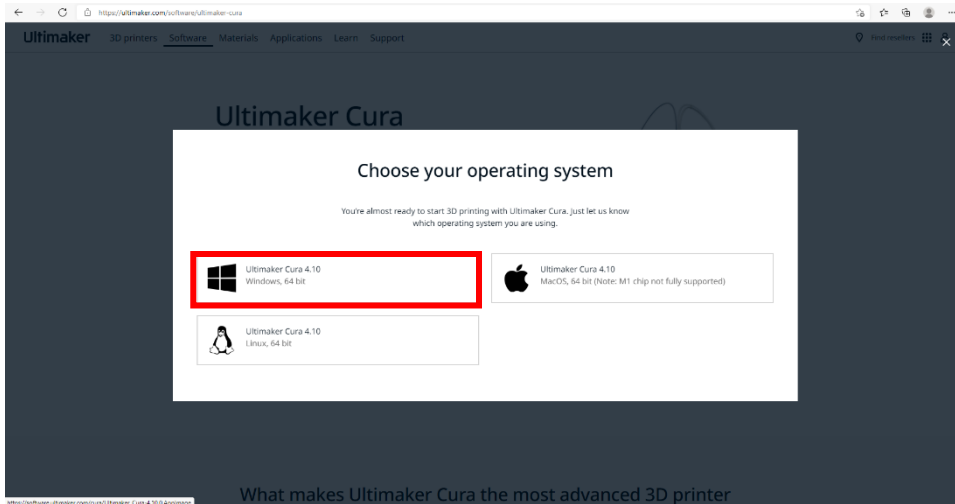 https://ultimaker.com/software/ultimaker-cura
Ultimaker 3D printers Software Materials Applications Learn Support Find resellers
Ultimaker Cura
Choose your operating system
You're almost ready to start 3D printing with Ultimaker Cura. Just let us know
which operating system you are using.
Ultimaker Cura 4.10
Windows, 64 bit
Ultimaker Cura 4.10
MacOS, 64 bit (Note: M1 chip not fully supported)
Ultimaker Cura 4.10
Linux, 64 bit
What makes Ultimaker Cura the most advanced 3D printer